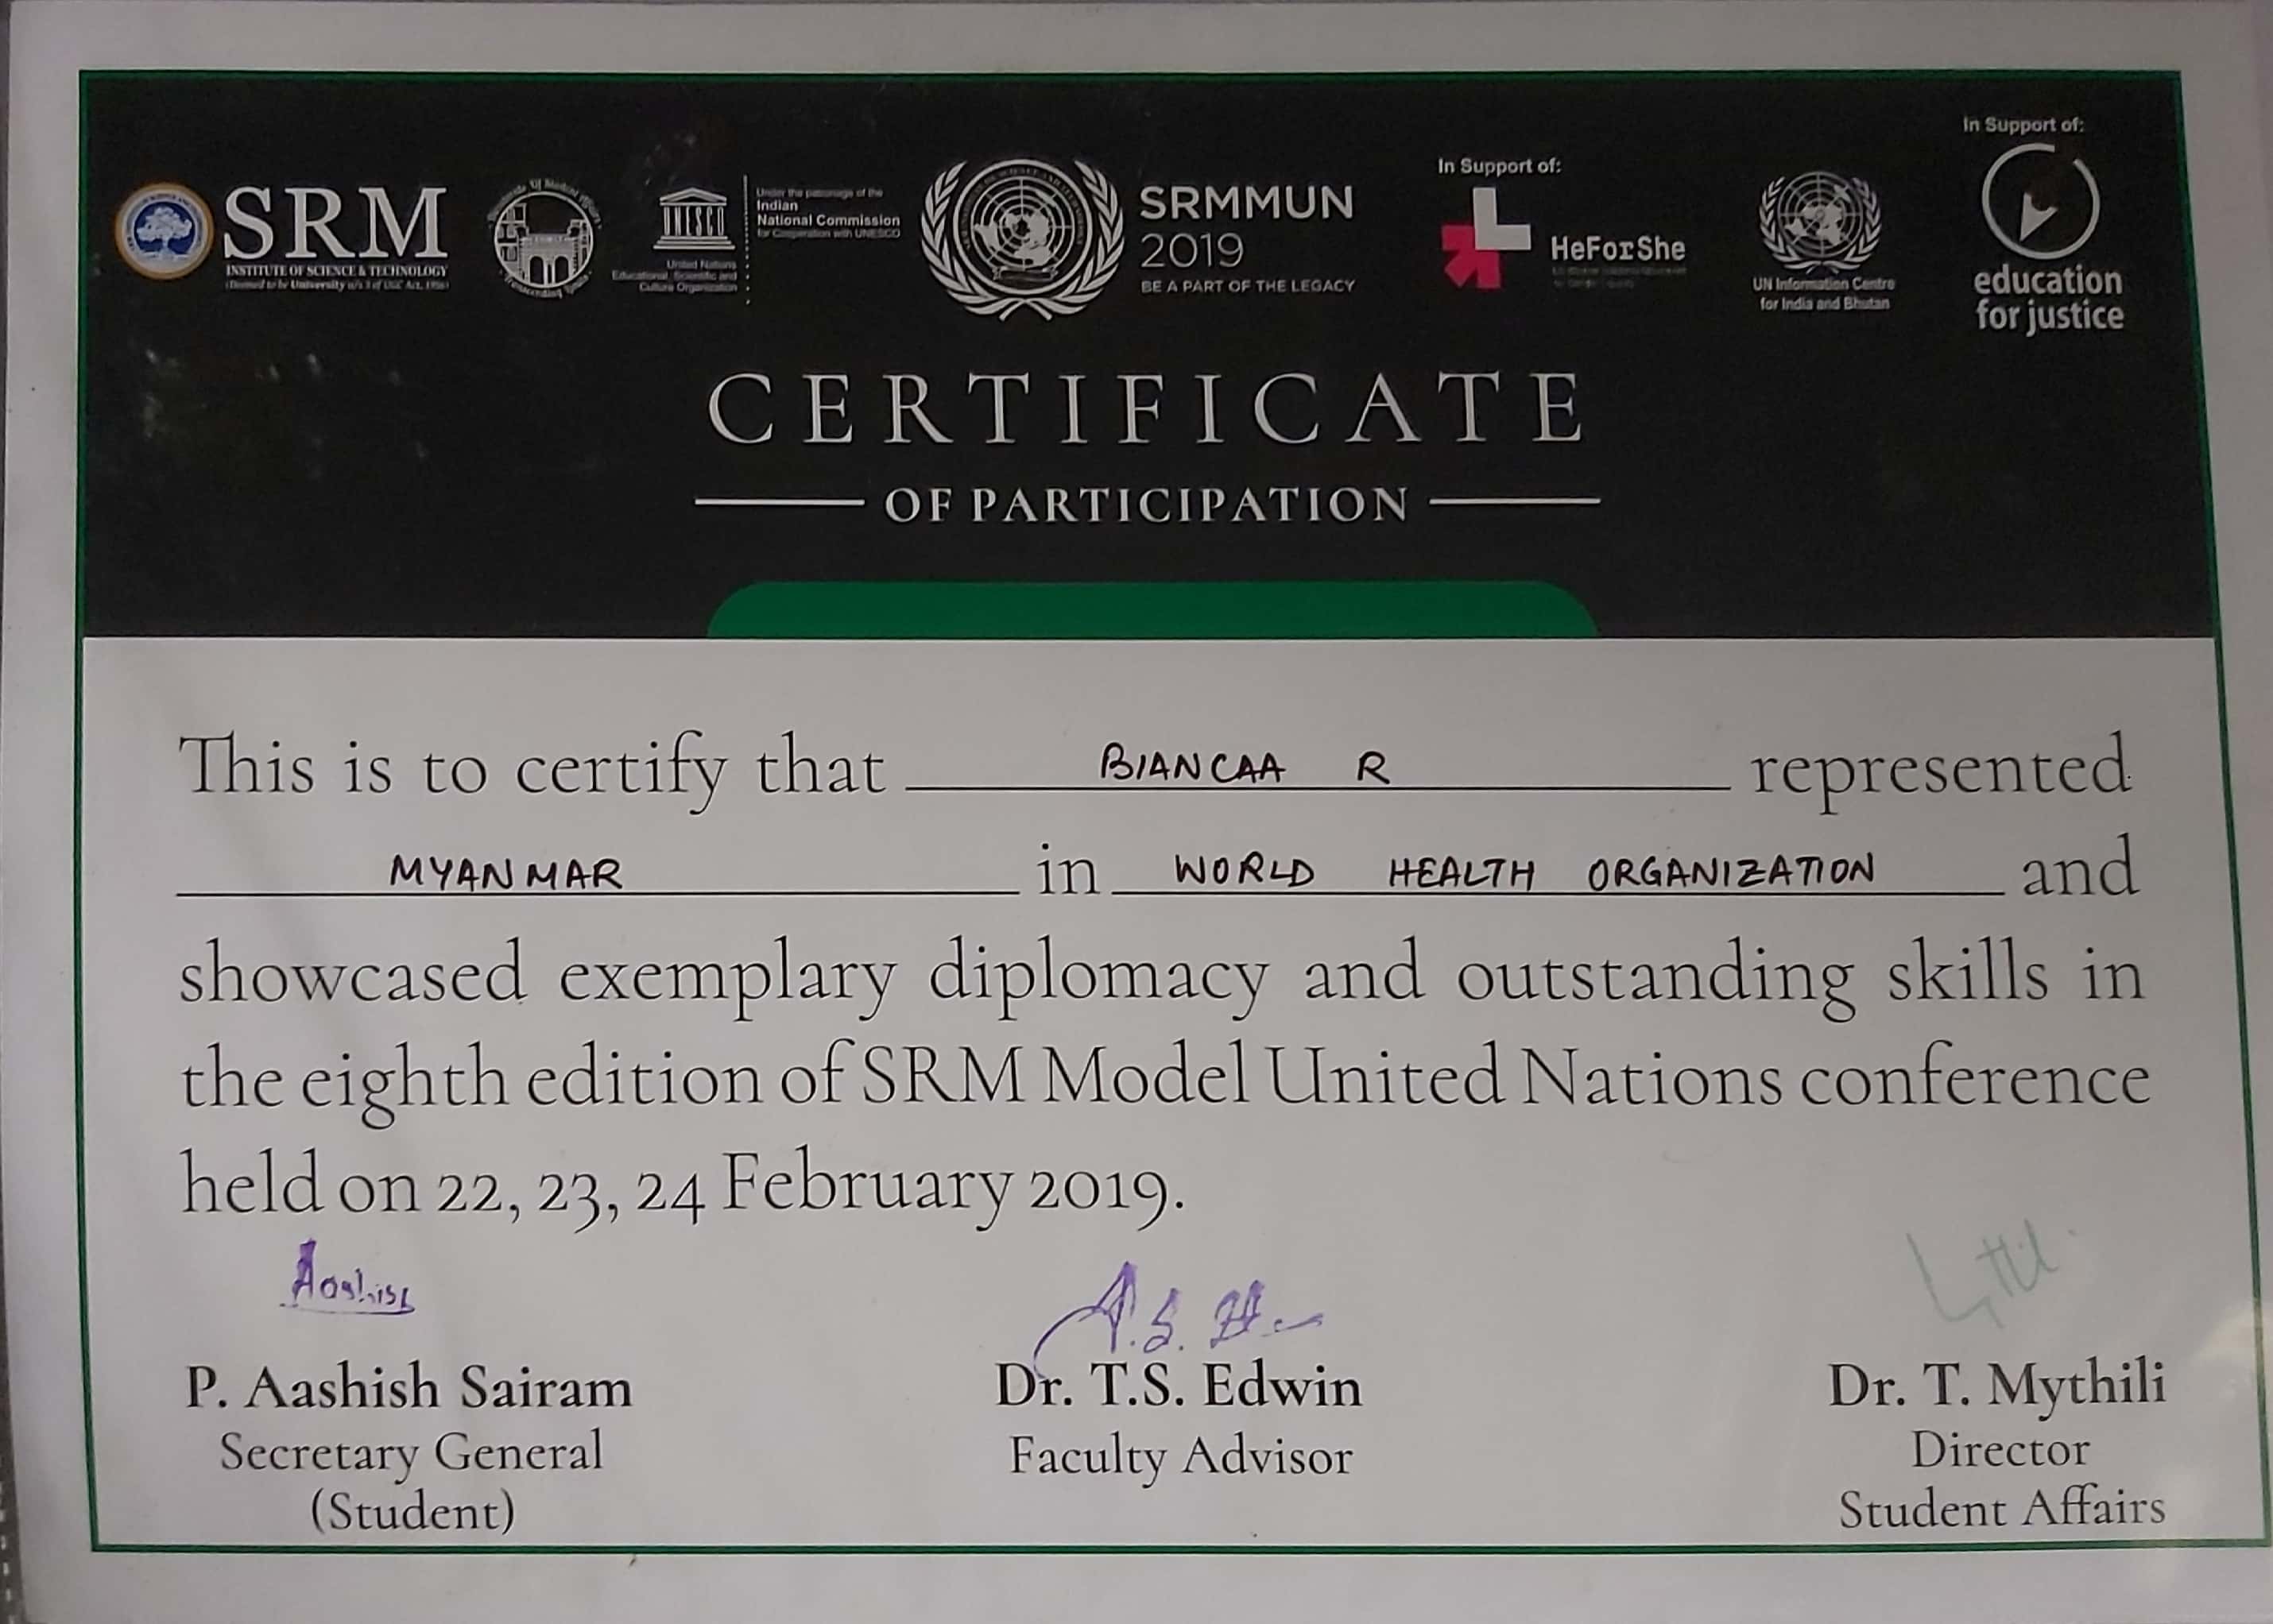 In Support of:
SRM
INSTITUTE OF SCIENCE & TECHNOLOGY
(Deemed to be University u/s 3 of UGC Act, 1956)
UNESCO
United Nations
Educational, Scientific and
Culture Organization
Under the patronage of the
Indian
National Commission
for Cooperation with UNESCO
SRMMUN
2019
BE A PART OF THE LEGACY
In Support of:
HeForShe
UN Information Centre
for India and Bhutan
education
for justice
CERTIFICATE
OF PARTICIPATION
This is to certify that BIANCAA R represented
MYANMAR in WORLD HEALTH ORGANIZATION and
showcased exemplary diplomacy and outstanding skills in
the eighth edition of SRM Model United Nations conference
held on 22, 23, 24 February 2019.
Aashish
P. Aashish Sairam
Secretary General
(Student)
Dr. T.S. Edwin
Faculty Advisor
Dr. T. Mythili
Director
Student Affairs